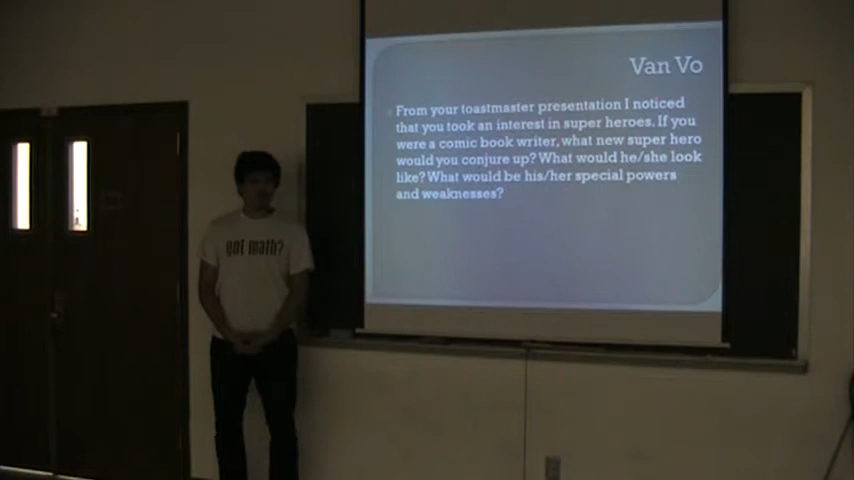 Van Vo
From your toastmaster presentation I noticed
that you took an interest in super heroes. If you
were a comic book writer, what new super hero
would you conjure up? What would he/she look
like? What would be his/her special powers
and weaknesses?
got math?